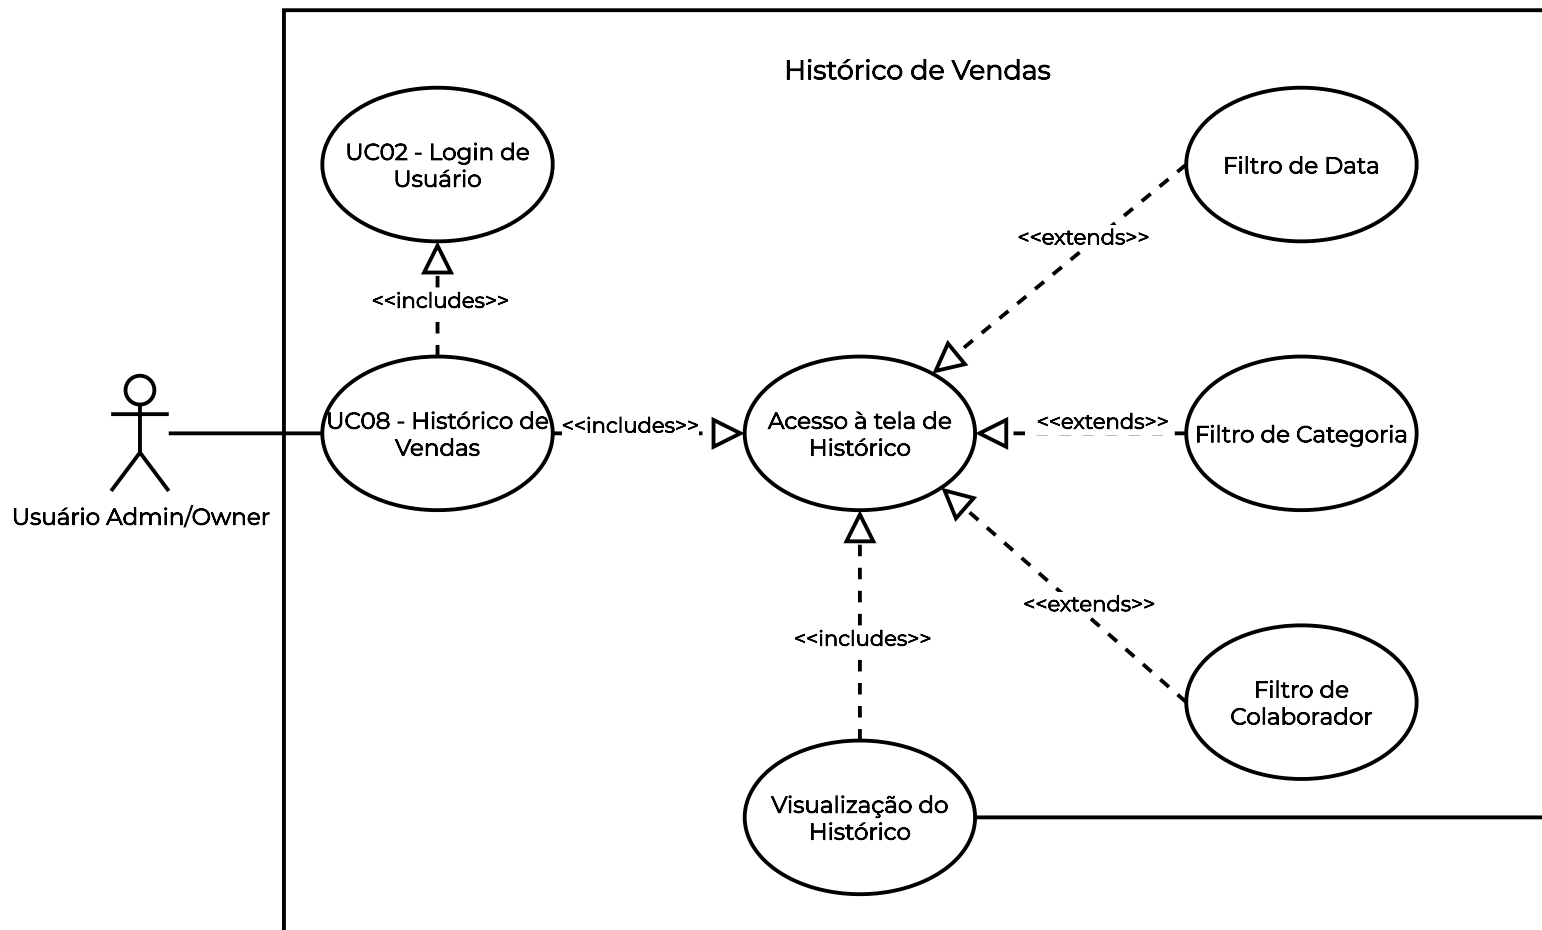 Histórico de Vendas
UC02 - Login de
Usuário
Filtro de Data
<<extends>>
<<includes>>
UC08 - Histórico de
Vendas
<<includes>>
Acesso à tela de
Histórico
<<extends>>
Filtro de Categoria
Usuário Admin/Owner
<<extends>>
<<includes>>
Filtro de
Colaborador
Visualização do
Histórico